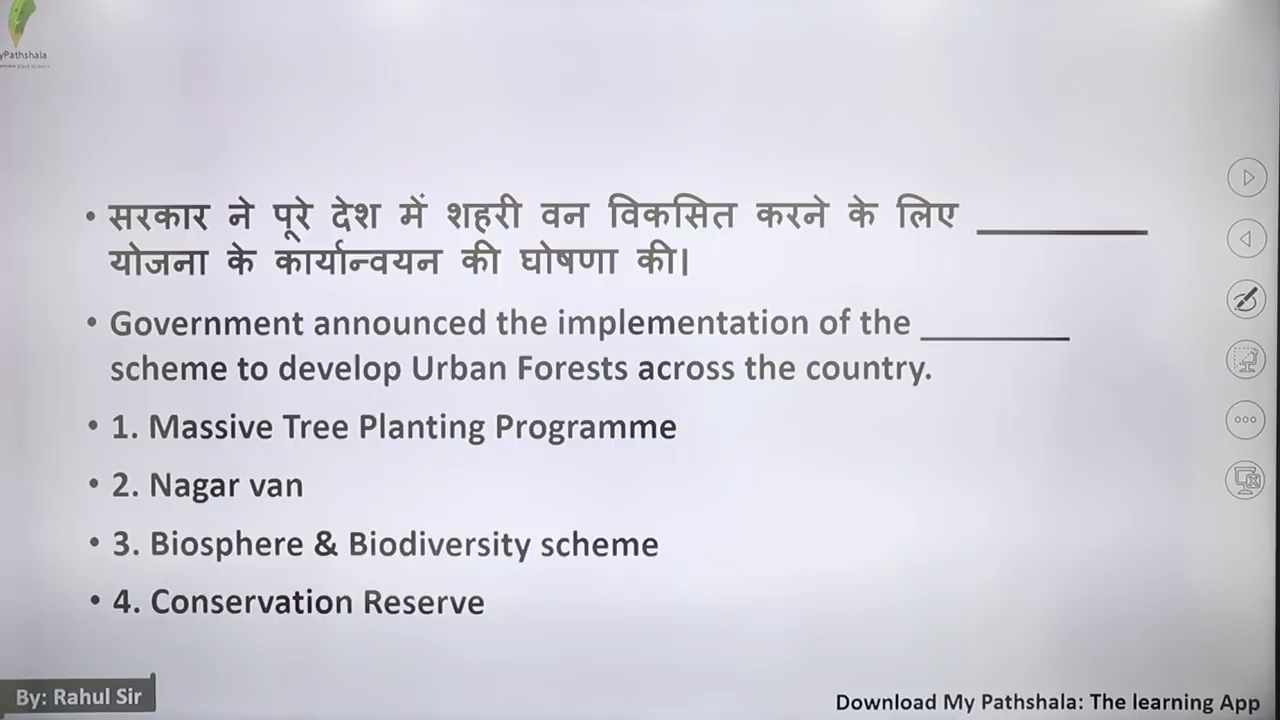 yPathshala
• सरकार ने पूरे देश में शहरी वन विकसित करने के लिए __________
योजना के कार्यान्वयन की घोषणा की।
• Government announced the implementation of the _________
scheme to develop Urban Forests across the country.
• 1. Massive Tree Planting Programme
• 2. Nagar van
• 3. Biosphere & Biodiversity scheme
• 4. Conservation Reserve
By: Rahul Sir
Download My Pathshala: The learning App